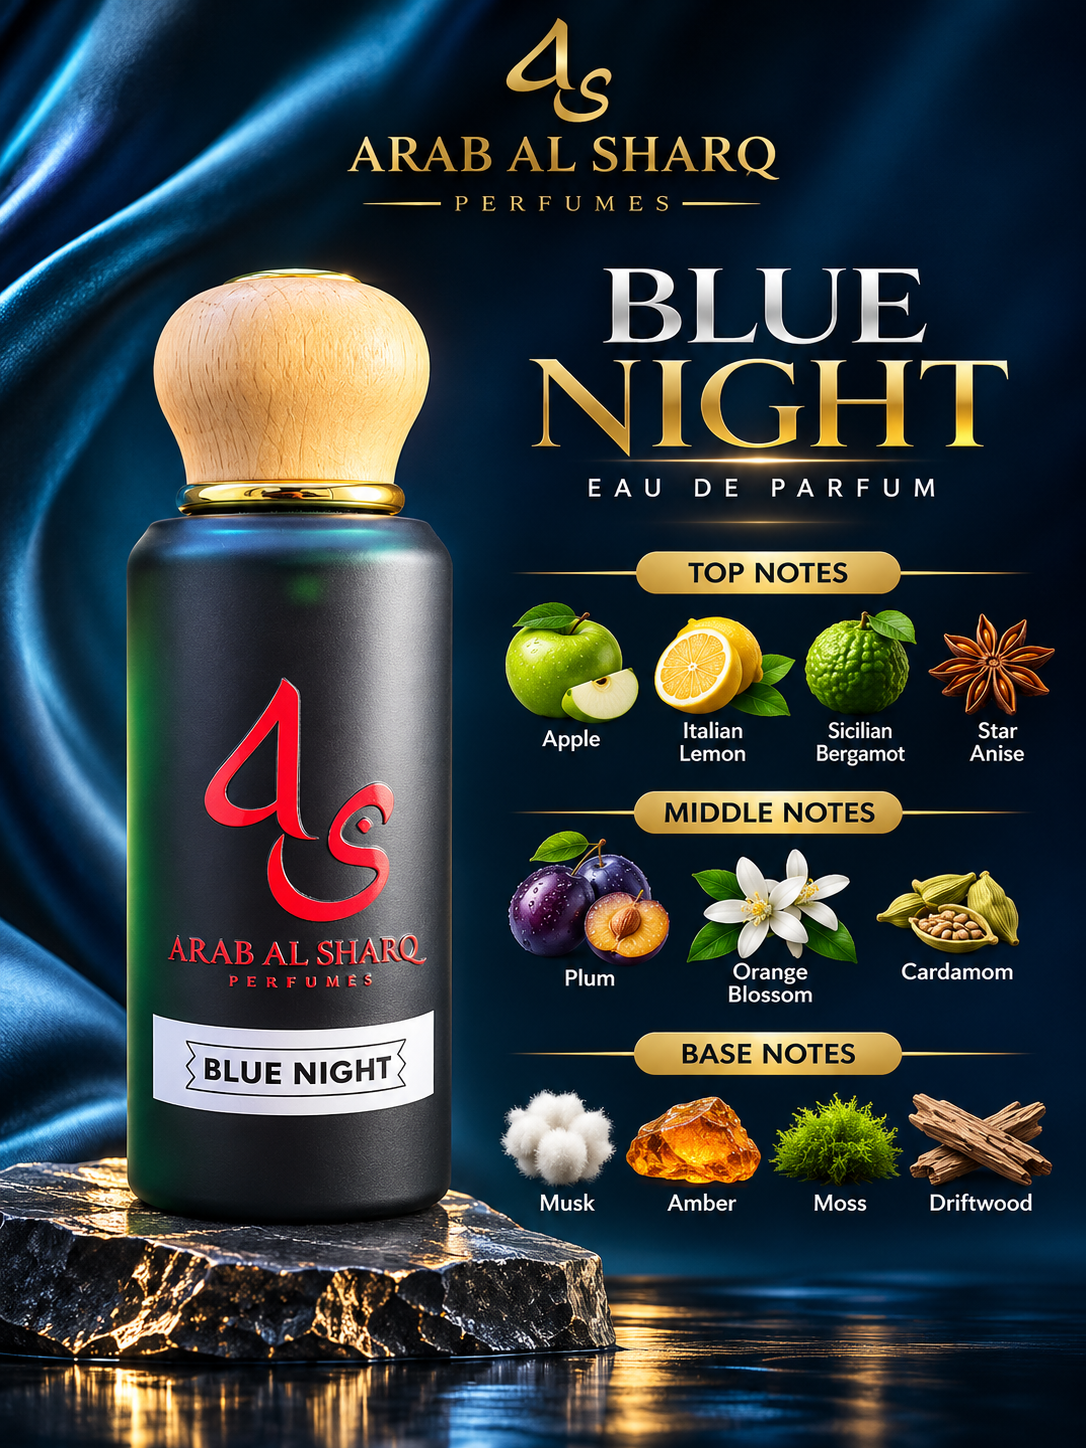 As
ARAB AL SHARQ
PERFUMES
BLUE
NIGHT
EAU DE PARFUM
TOP NOTES
Apple
Italian
Lemon
Sicilian
Bergamot
Star
Anise
MIDDLE NOTES
Plum
Orange
Blossom
Cardamom
BASE NOTES
Musk
Amber
Moss
Driftwood
As
ARAB AL SHARQ
PERFUMES
BLUE NIGHT